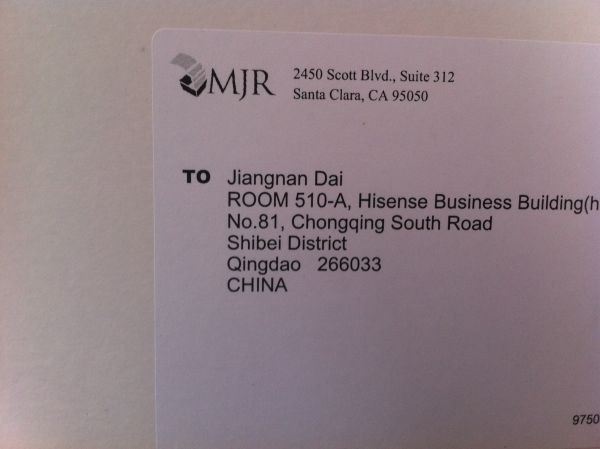 MJR
2450 Scott Blvd., Suite 312
Santa Clara, CA 95050
TO Jiangnan Dai
ROOM 510-A, Hisense Business Building(h
No.81, Chongqing South Road
Shibei District
Qingdao 266033
CHINA
9750